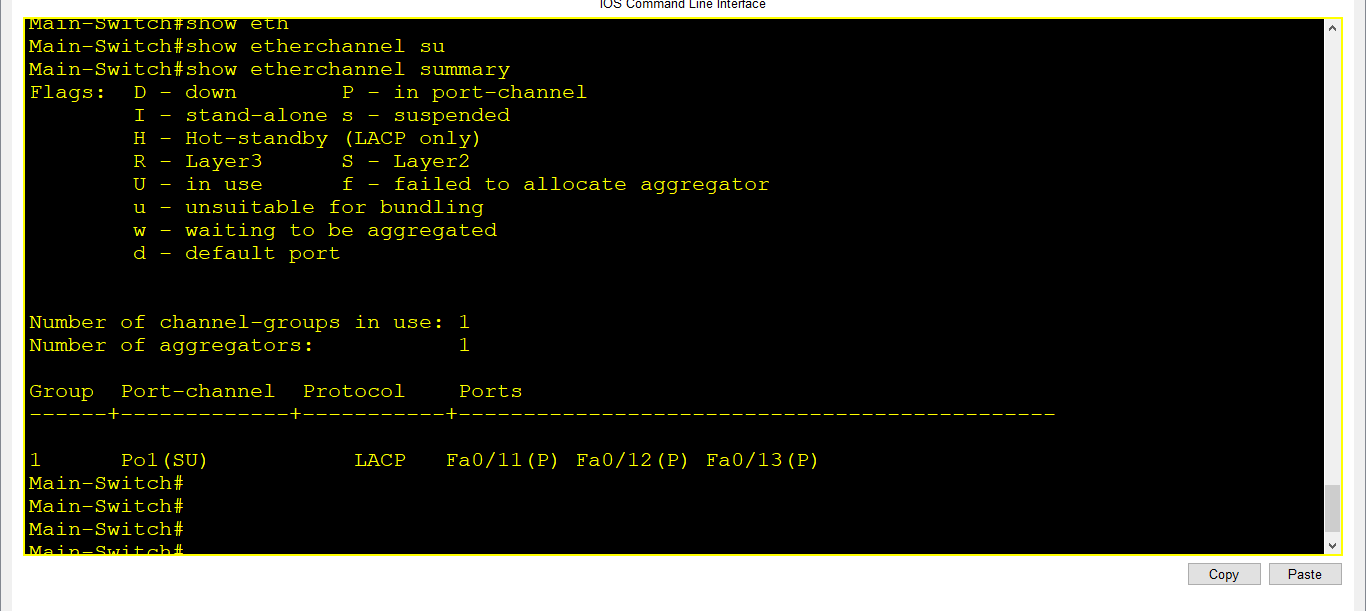 IOS Command Line Interface
Main-Switch#show eth
Main-Switch#show etherchannel su
Main-Switch#show etherchannel summary
Flags:  D - down        P - in port-channel
        I - stand-alone s - suspended
        H - Hot-standby (LACP only)
        R - Layer3      S - Layer2
        U - in use      f - failed to allocate aggregator
        u - unsuitable for bundling
        w - waiting to be aggregated
        d - default port
Number of channel-groups in use: 1
Number of aggregators:           1
Group  Port-channel  Protocol    Ports
------+-------------+-----------+----------------------------------------------
1      Po1(SU)           LACP   Fa0/11(P) Fa0/12(P) Fa0/13(P)
Main-Switch#
Main-Switch#
Main-Switch#
Main-Switch#
Copy Paste